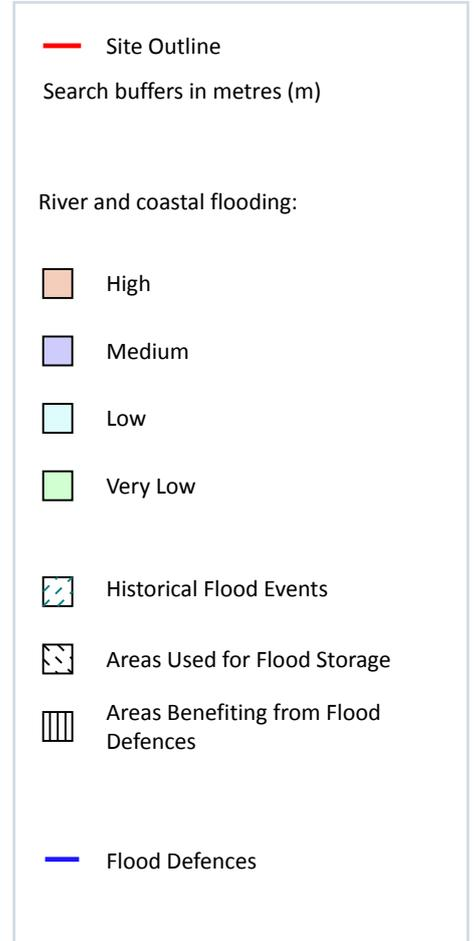 Site Outline
Search buffers in metres (m)
River and coastal flooding:
High
Medium
Low
Very Low
Historical Flood Events
Areas Used for Flood Storage
Areas Benefiting from Flood
Defences
Flood Defences